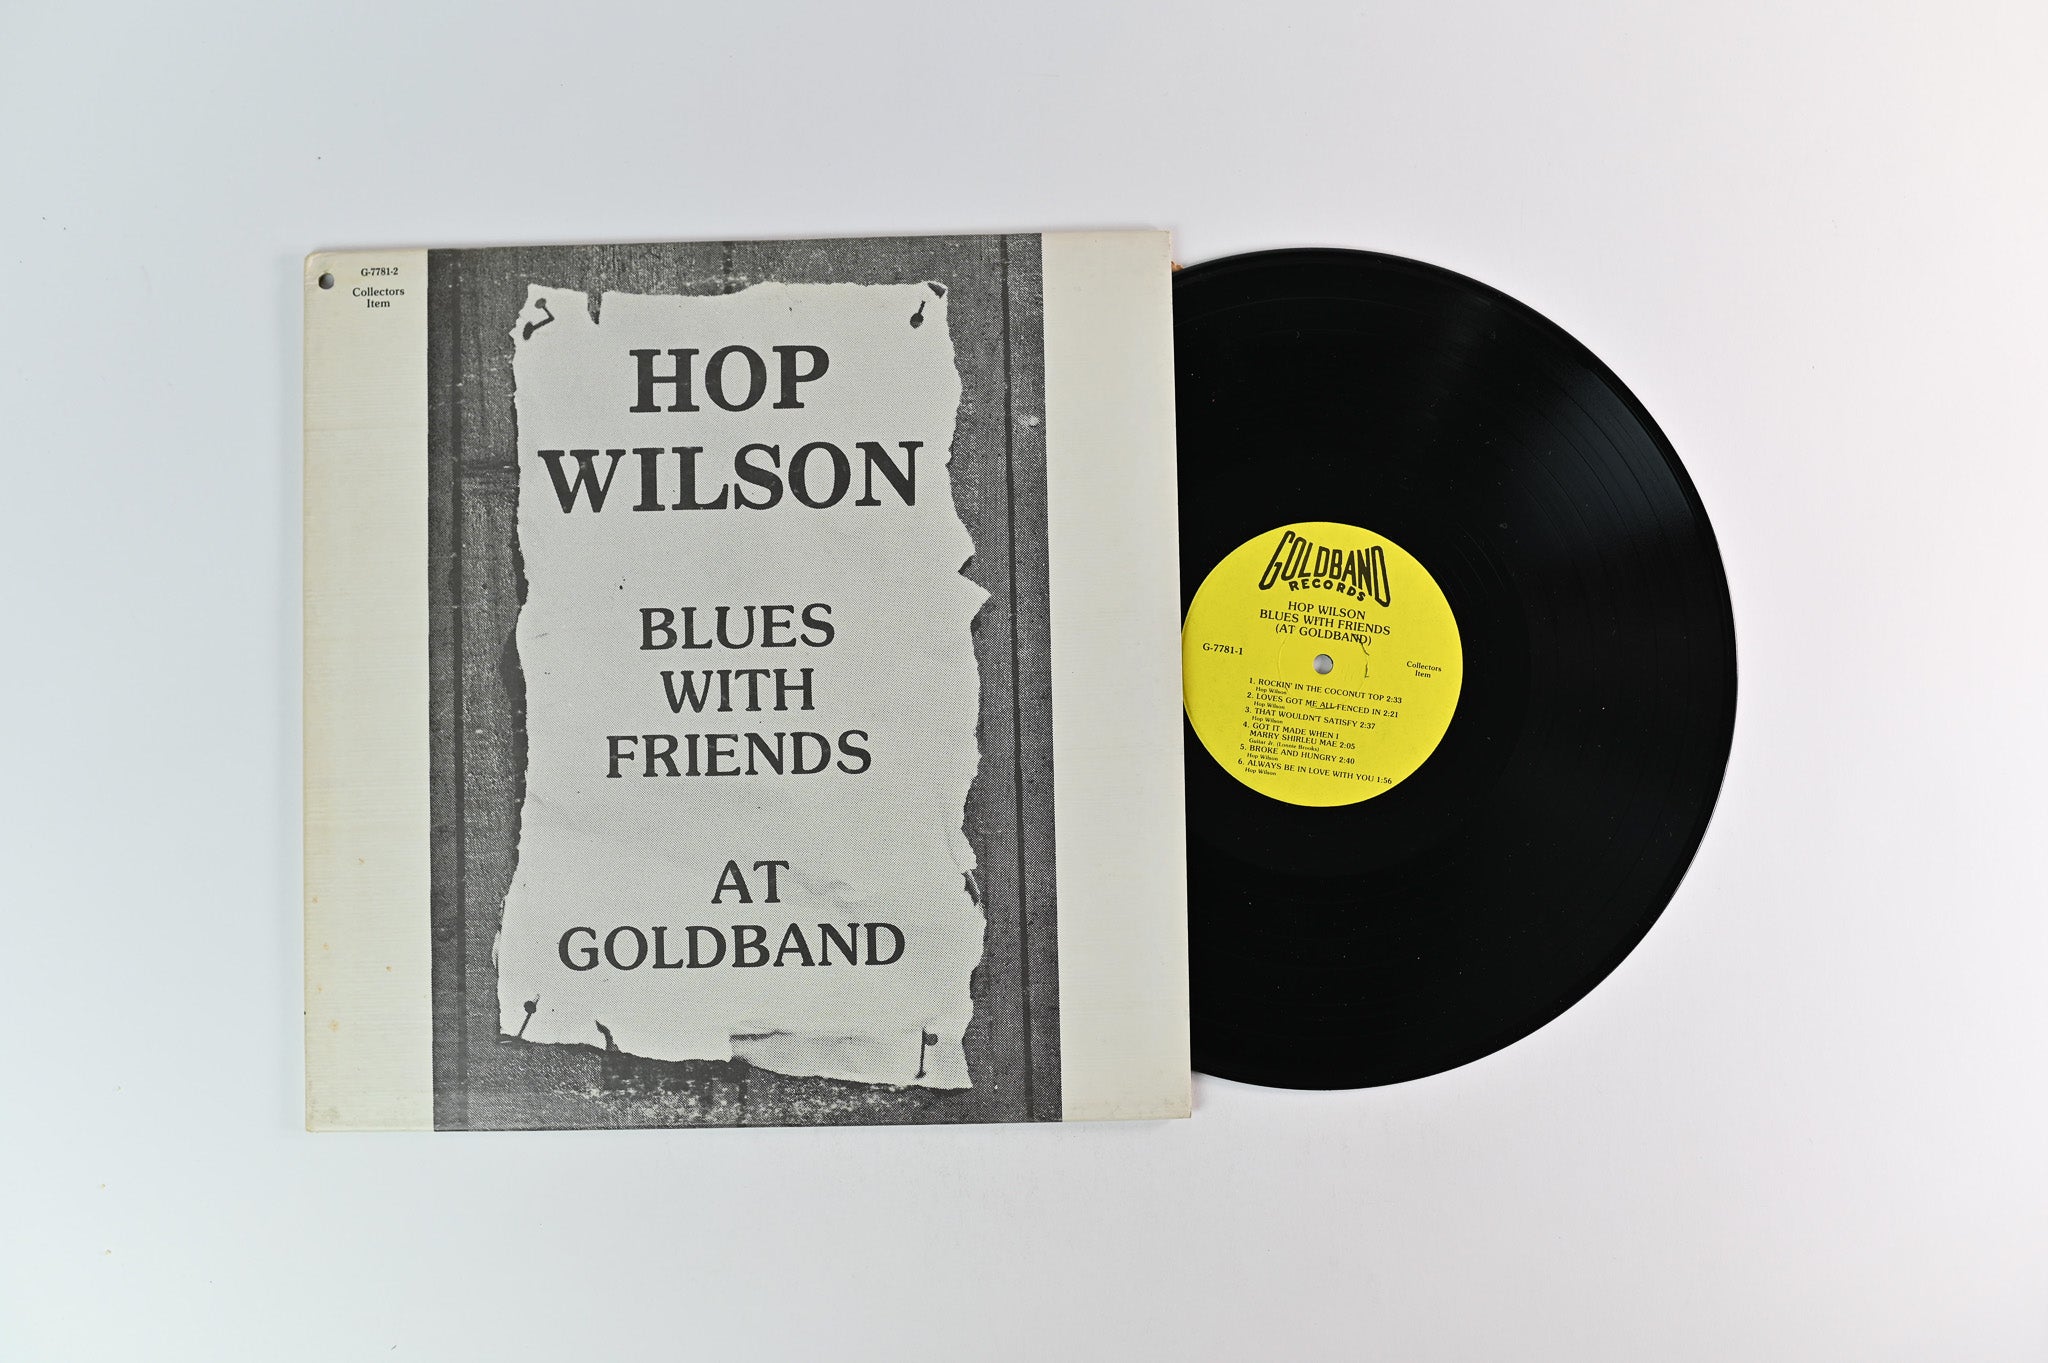 G-7781-2
Collectors
Item
HOP
WILSON
BLUES
WITH
FRIENDS
AT
GOLDBAND
GOLDBAND
RECORDS
HOP WILSON
BLUES WITH FRIENDS
(AT GOLDBAND)
G-7781-1
Collectors
Item
1. ROCKIN' IN THE COCONUT TOP 2:33
Hop Wilson
2. LOVES GOT ME ALL FENCED IN 2:21
Hop Wilson
3. THAT WOULDN'T SATISFY 2:37
Hop Wilson
4. GOT IT MADE WHEN I
MARRY SHIRLEU MAE 2:05
Guitar Jr. (Lonnie Brooks)
5. BROKE AND HUNGRY 2:40
Hop Wilson
6. ALWAYS BE IN LOVE WITH YOU 1:56
Hop Wilson